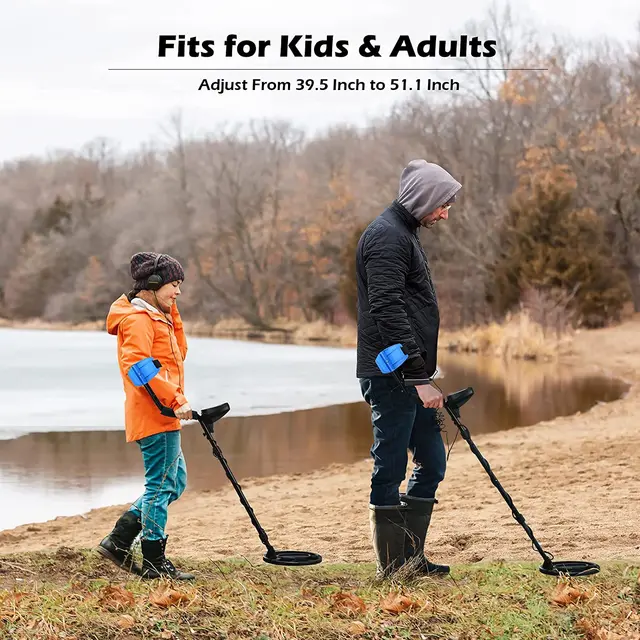 Fits for Kids & Adults
Adjust From 39.5 Inch to 51.1 Inch